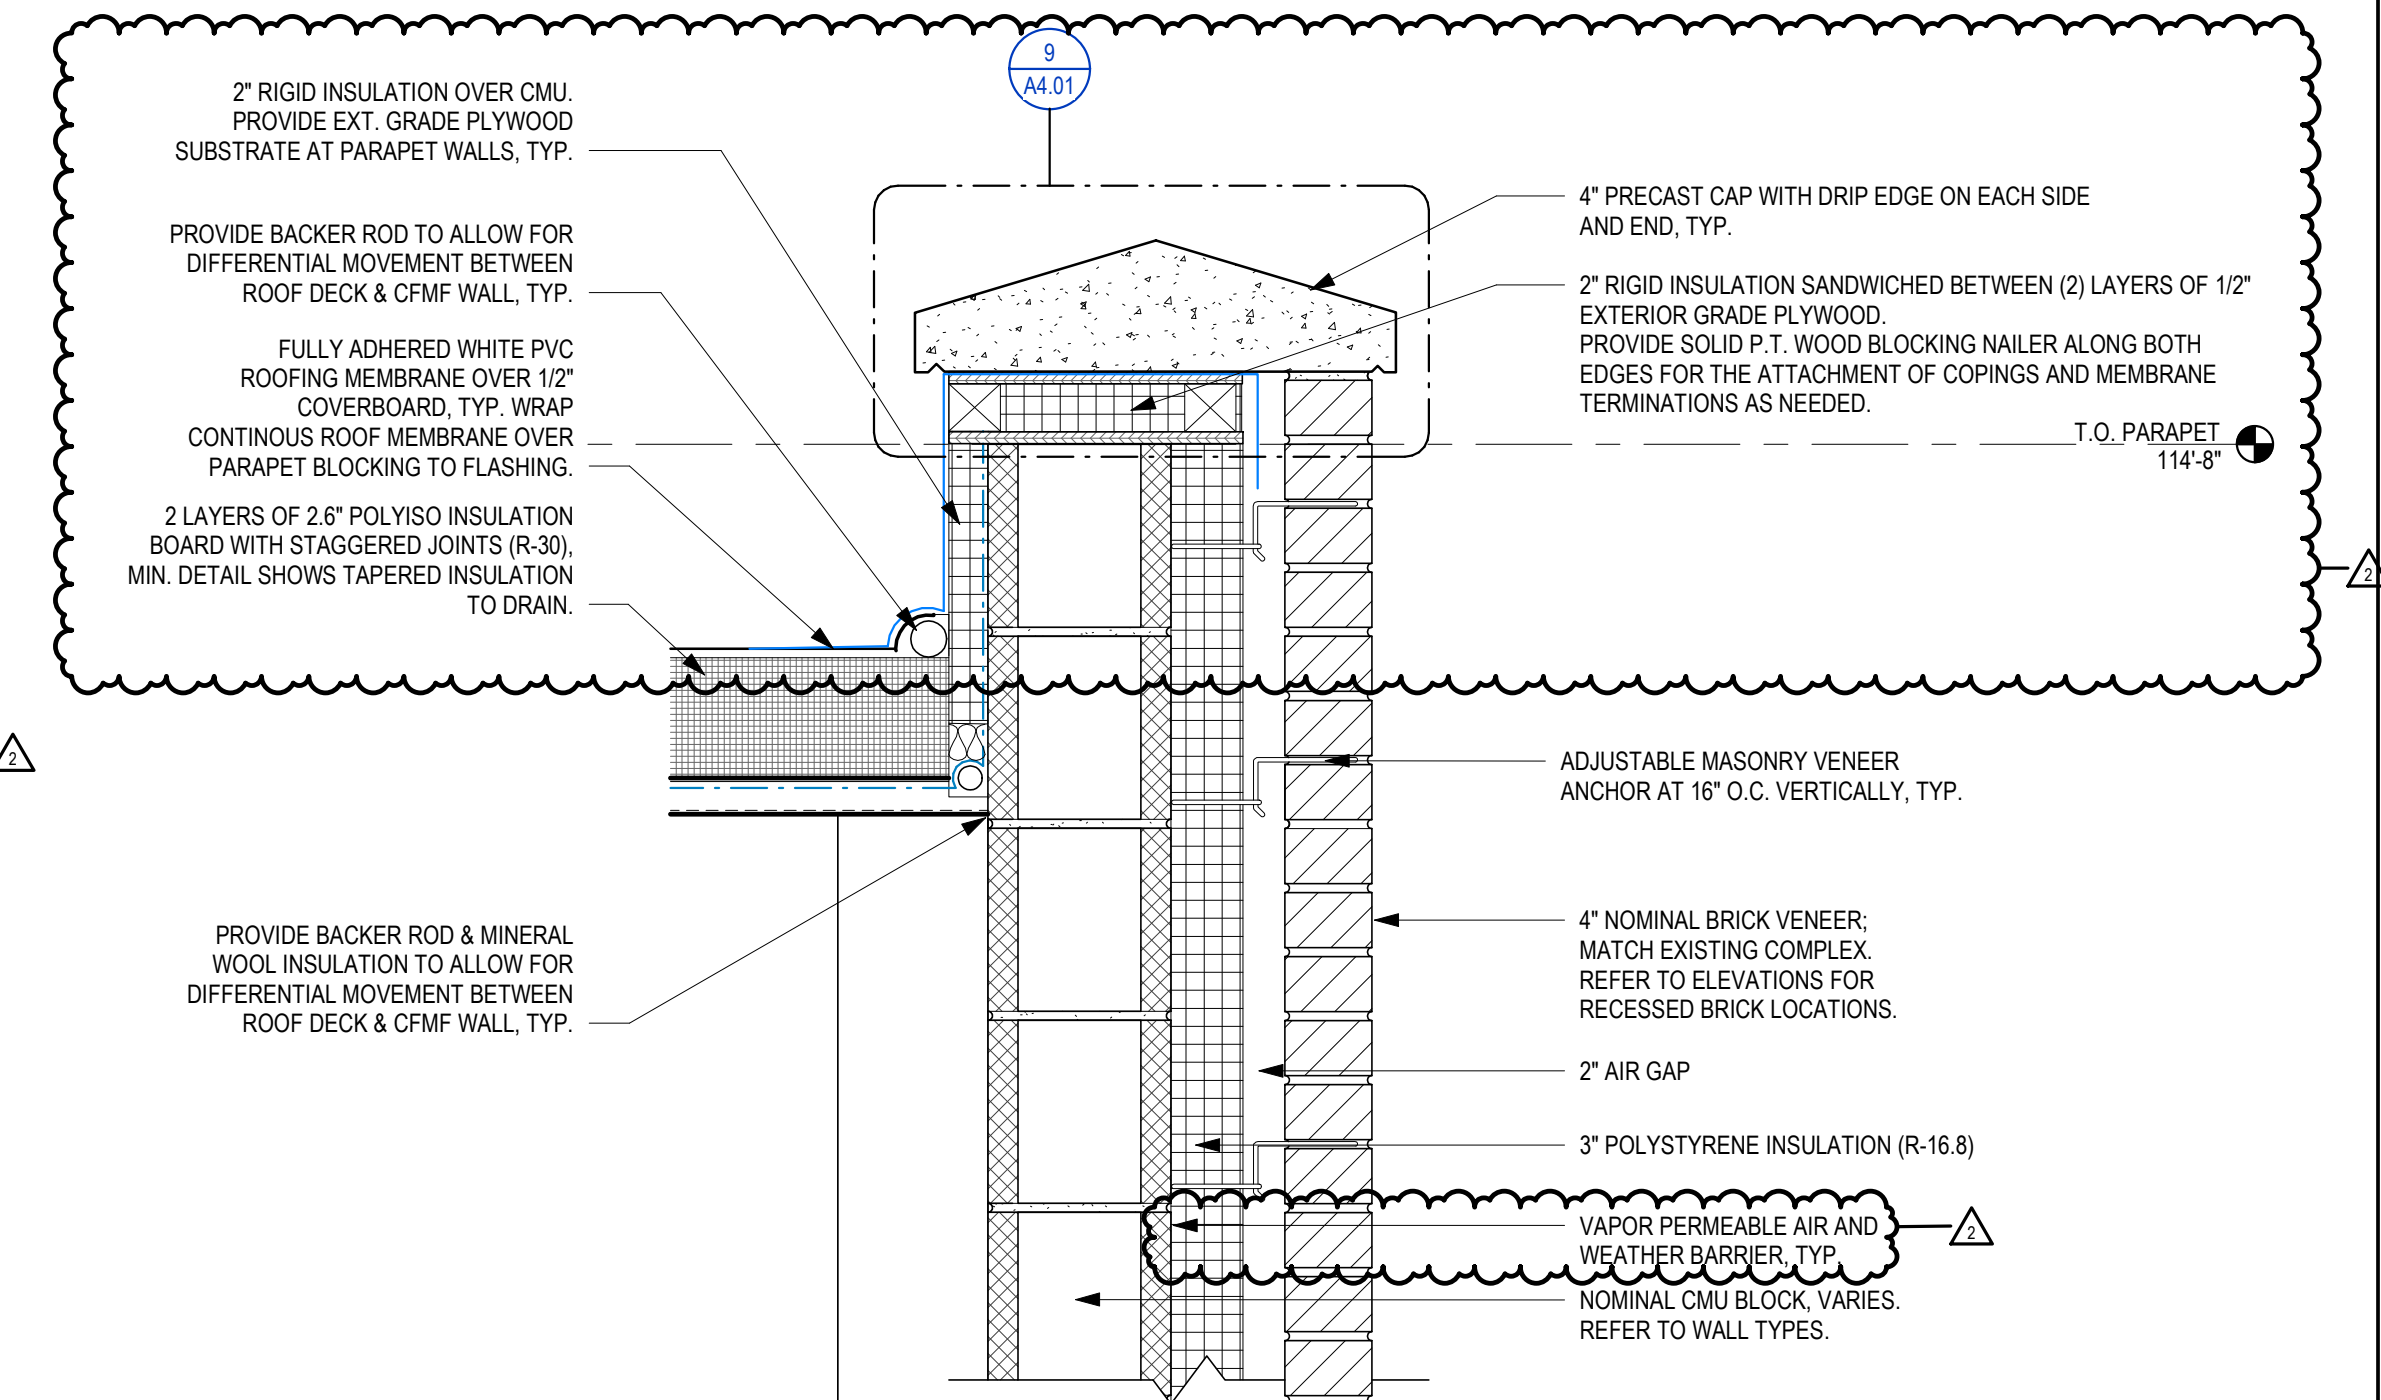 9
A4.01
2" RIGID INSULATION OVER CMU.
PROVIDE EXT. GRADE PLYWOOD
SUBSTRATE AT PARAPET WALLS, TYP.
PROVIDE BACKER ROD TO ALLOW FOR
DIFFERENTIAL MOVEMENT BETWEEN
ROOF DECK & CFMF WALL, TYP.
FULLY ADHERED WHITE PVC
ROOFING MEMBRANE OVER 1/2"
COVERBOARD, TYP. WRAP
CONTINOUS ROOF MEMBRANE OVER
PARAPET BLOCKING TO FLASHING.
2 LAYERS OF 2.6" POLYISO INSULATION
BOARD WITH STAGGERED JOINTS (R-30),
MIN. DETAIL SHOWS TAPERED INSULATION
TO DRAIN.
2
PROVIDE BACKER ROD & MINERAL
WOOL INSULATION TO ALLOW FOR
DIFFERENTIAL MOVEMENT BETWEEN
ROOF DECK & CFMF WALL, TYP.
4" PRECAST CAP WITH DRIP EDGE ON EACH SIDE
AND END, TYP.
2" RIGID INSULATION SANDWICHED BETWEEN (2) LAYERS OF 1/2"
EXTERIOR GRADE PLYWOOD.
PROVIDE SOLID P.T. WOOD BLOCKING NAILER ALONG BOTH
EDGES FOR THE ATTACHMENT OF COPINGS AND MEMBRANE
TERMINATIONS AS NEEDED.
T.O. PARAPET
114'-8"
2
ADJUSTABLE MASONRY VENEER
ANCHOR AT 16" O.C. VERTICALLY, TYP.
4" NOMINAL BRICK VENEER;
MATCH EXISTING COMPLEX.
REFER TO ELEVATIONS FOR
RECESSED BRICK LOCATIONS.
2" AIR GAP
3" POLYSTYRENE INSULATION (R-16.8)
VAPOR PERMEABLE AIR AND
WEATHER BARRIER, TYP.
2
NOMINAL CMU BLOCK, VARIES.
REFER TO WALL TYPES.